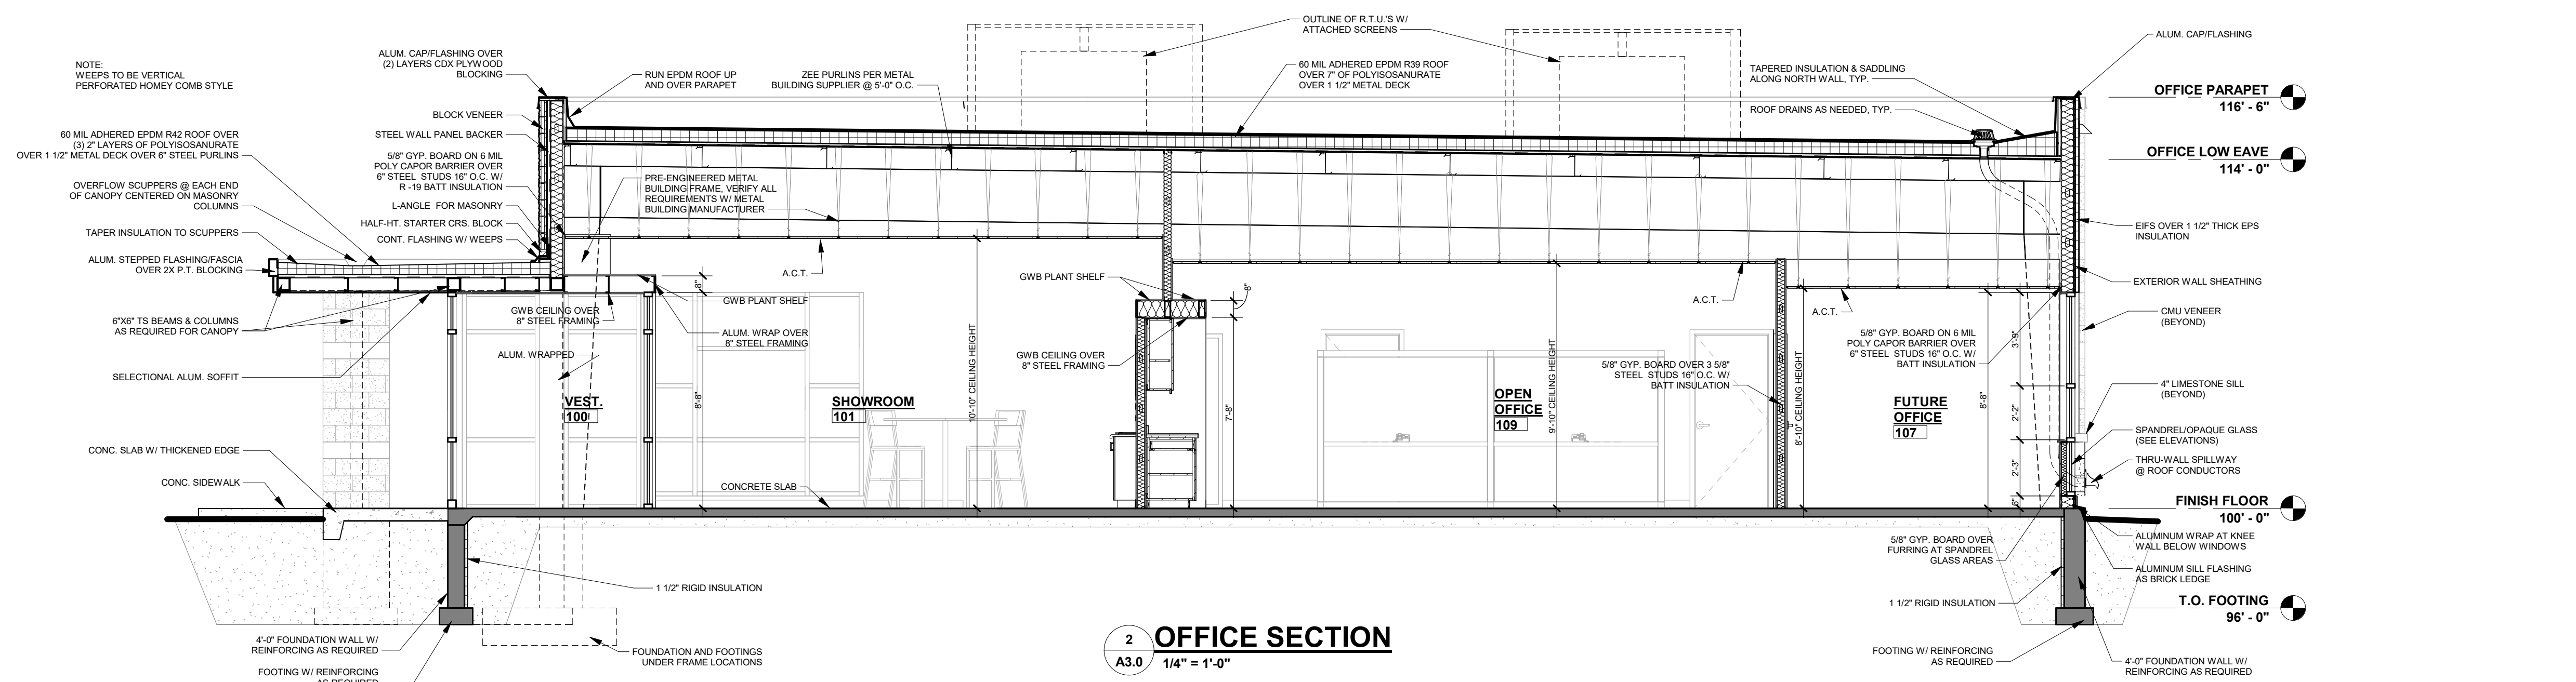 NOTE:
WEEPS TO BE VERTICAL
PERFORATED HOMEY COMB STYLE
ALUM. CAP/FLASHING OVER
(2) LAYERS CDX PLYWOOD
BLOCKING
RUN EPDM ROOF UP
AND OVER PARAPET
ZEE PURLINS PER METAL
BUILDING SUPPLIER @ 5'-0" O.C.
OUTLINE OF R.T.U.'S W/
ATTACHED SCREENS
60 MIL ADHERED EPDM R39 ROOF
OVER 7" OF POLYISOSANURATE
OVER 1 1/2" METAL DECK
TAPERED INSULATION & SADDLING
ALONG NORTH WALL, TYP.
ROOF DRAINS AS NEEDED, TYP.
ALUM. CAP/FLASHING
OFFICE PARAPET
116' - 6"
OFFICE LOW EAVE
114' - 0"
BLOCK VENEER
STEEL WALL PANEL BACKER
60 MIL ADHERED EPDM R42 ROOF OVER
(3) 2" LAYERS OF POLYISOSANURATE
OVER 1 1/2" METAL DECK OVER 6" STEEL PURLINS
5/8" GYP. BOARD ON 6 MIL
POLY CAPOR BARRIER OVER
6" STEEL STUDS 16" O.C. W/
R -19 BATT INSULATION
OVERFLOW SCUPPERS @ EACH END
OF CANOPY CENTERED ON MASONRY
COLUMNS
L-ANGLE FOR MASONRY
HALF-HT. STARTER CRS. BLOCK
CONT. FLASHING W/ WEEPS
TAPER INSULATION TO SCUPPERS
ALUM. STEPPED FLASHING/FASCIA
OVER 2X P.T. BLOCKING
PRE-ENGINEERED METAL
BUILDING FRAME, VERIFY ALL
REQUIREMENTS W/ METAL
BUILDING MANUFACTURER
A.C.T.
8"
GWB PLANT SHELF
GWB CEILING OVER
8" STEEL FRAMING
ALUM. WRAP OVER
8" STEEL FRAMING
6"X6" TS BEAMS & COLUMNS
AS REQUIRED FOR CANOPY
ALUM. WRAPPED
SELECTIONAL ALUM. SOFFIT
VEST.
100
8'-8"
SHOWROOM
101
10'-10" CEILING HEIGHT
GWB PLANT SHELF
8"
GWB CEILING OVER
8" STEEL FRAMING
7'-8"
OPEN
OFFICE
109
9'-10" CEILING HEIGHT
A.C.T.
5/8" GYP. BOARD OVER 3 5/8"
STEEL STUDS 16" O.C. W/
BATT INSULATION
8'-10" CEILING HEIGHT
A.C.T.
5/8" GYP. BOARD ON 6 MIL
POLY CAPOR BARRIER OVER
6" STEEL STUDS 16" O.C. W/
BATT INSULATION
FUTURE
OFFICE
107
8'-8"
3'-9"
2'-2"
2'-3"
6"
EIFS OVER 1 1/2" THICK EPS
INSULATION
EXTERIOR WALL SHEATHING
CMU VENEER
(BEYOND)
4" LIMESTONE SILL
(BEYOND)
SPANDREL/OPAQUE GLASS
(SEE ELEVATIONS)
THRU-WALL SPILLWAY
@ ROOF CONDUCTORS
FINISH FLOOR
100' - 0"
CONC. SLAB W/ THICKENED EDGE
CONC. SIDEWALK
CONCRETE SLAB
5/8" GYP. BOARD OVER
FURRING AT SPANDREL
GLASS AREAS
ALUMINUM WRAP AT KNEE
WALL BELOW WINDOWS
ALUMINUM SILL FLASHING
AS BRICK LEDGE
1 1/2" RIGID INSULATION
1 1/2" RIGID INSULATION
T.O. FOOTING
96' - 0"
4'-0" FOUNDATION WALL W/
REINFORCING AS REQUIRED
FOOTING W/ REINFORCING
AS REQUIRED
FOUNDATION AND FOOTINGS
UNDER FRAME LOCATIONS
2
A3.0
OFFICE SECTION
1/4" = 1'-0"
FOOTING W/ REINFORCING
AS REQUIRED
4'-0" FOUNDATION WALL W/
REINFORCING AS REQUIRED